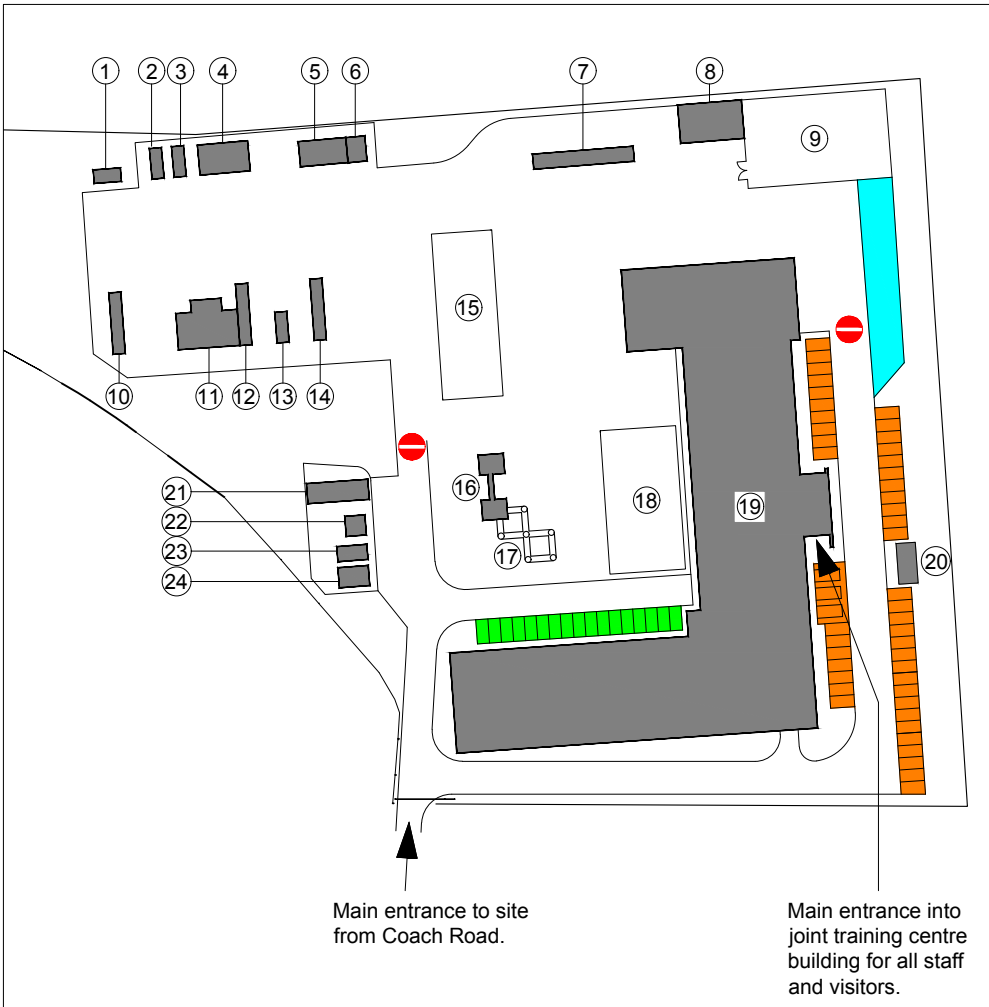 1 2 3 4 5 6 7 8
9
15
10 11 12 13 14
16
17
18
19
20
21
22
23
24
Main entrance to site
from Coach Road.
Main entrance into
joint training centre
building for all staff
and visitors.